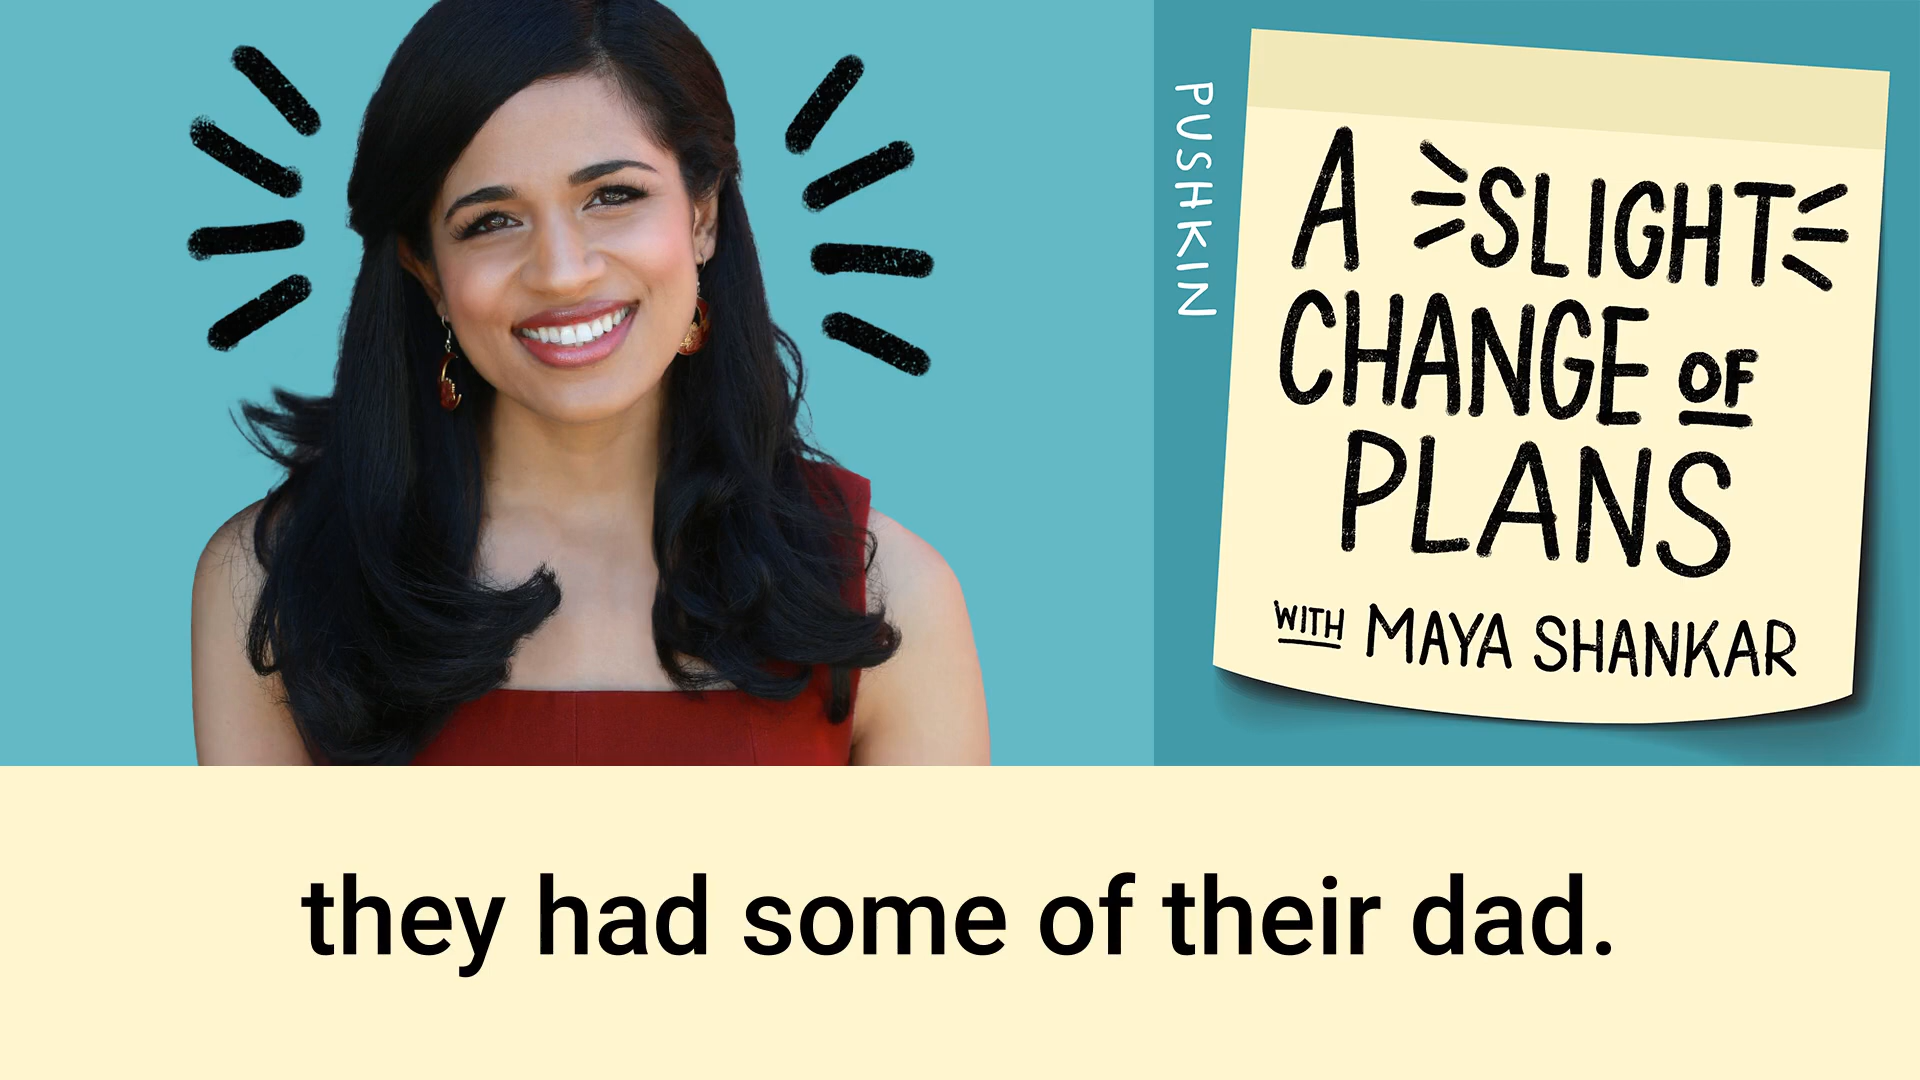 PUSHKIN
A SLIGHT
CHANGE OF
PLANS
WITH MAYA SHANKAR
they had some of their dad.